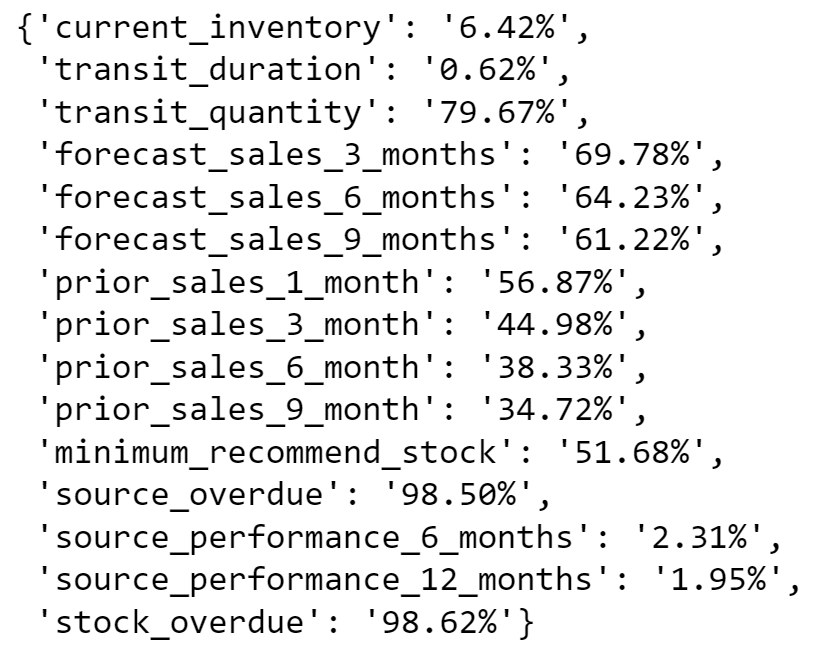 {'current_inventory': '6.42%',
'transit_duration': '0.62%',
'transit_quantity': '79.67%',
'forecast_sales_3_months': '69.78%',
'forecast_sales_6_months': '64.23%',
'forecast_sales_9_months': '61.22%',
'prior_sales_1_month': '56.87%',
'prior_sales_3_month': '44.98%',
'prior_sales_6_month': '38.33%',
'prior_sales_9_month': '34.72%',
'minimum_recommend_stock': '51.68%',
'source_overdue': '98.50%',
'source_performance_6_months': '2.31%',
'source_performance_12_months': '1.95%',
'stock_overdue': '98.62%'}